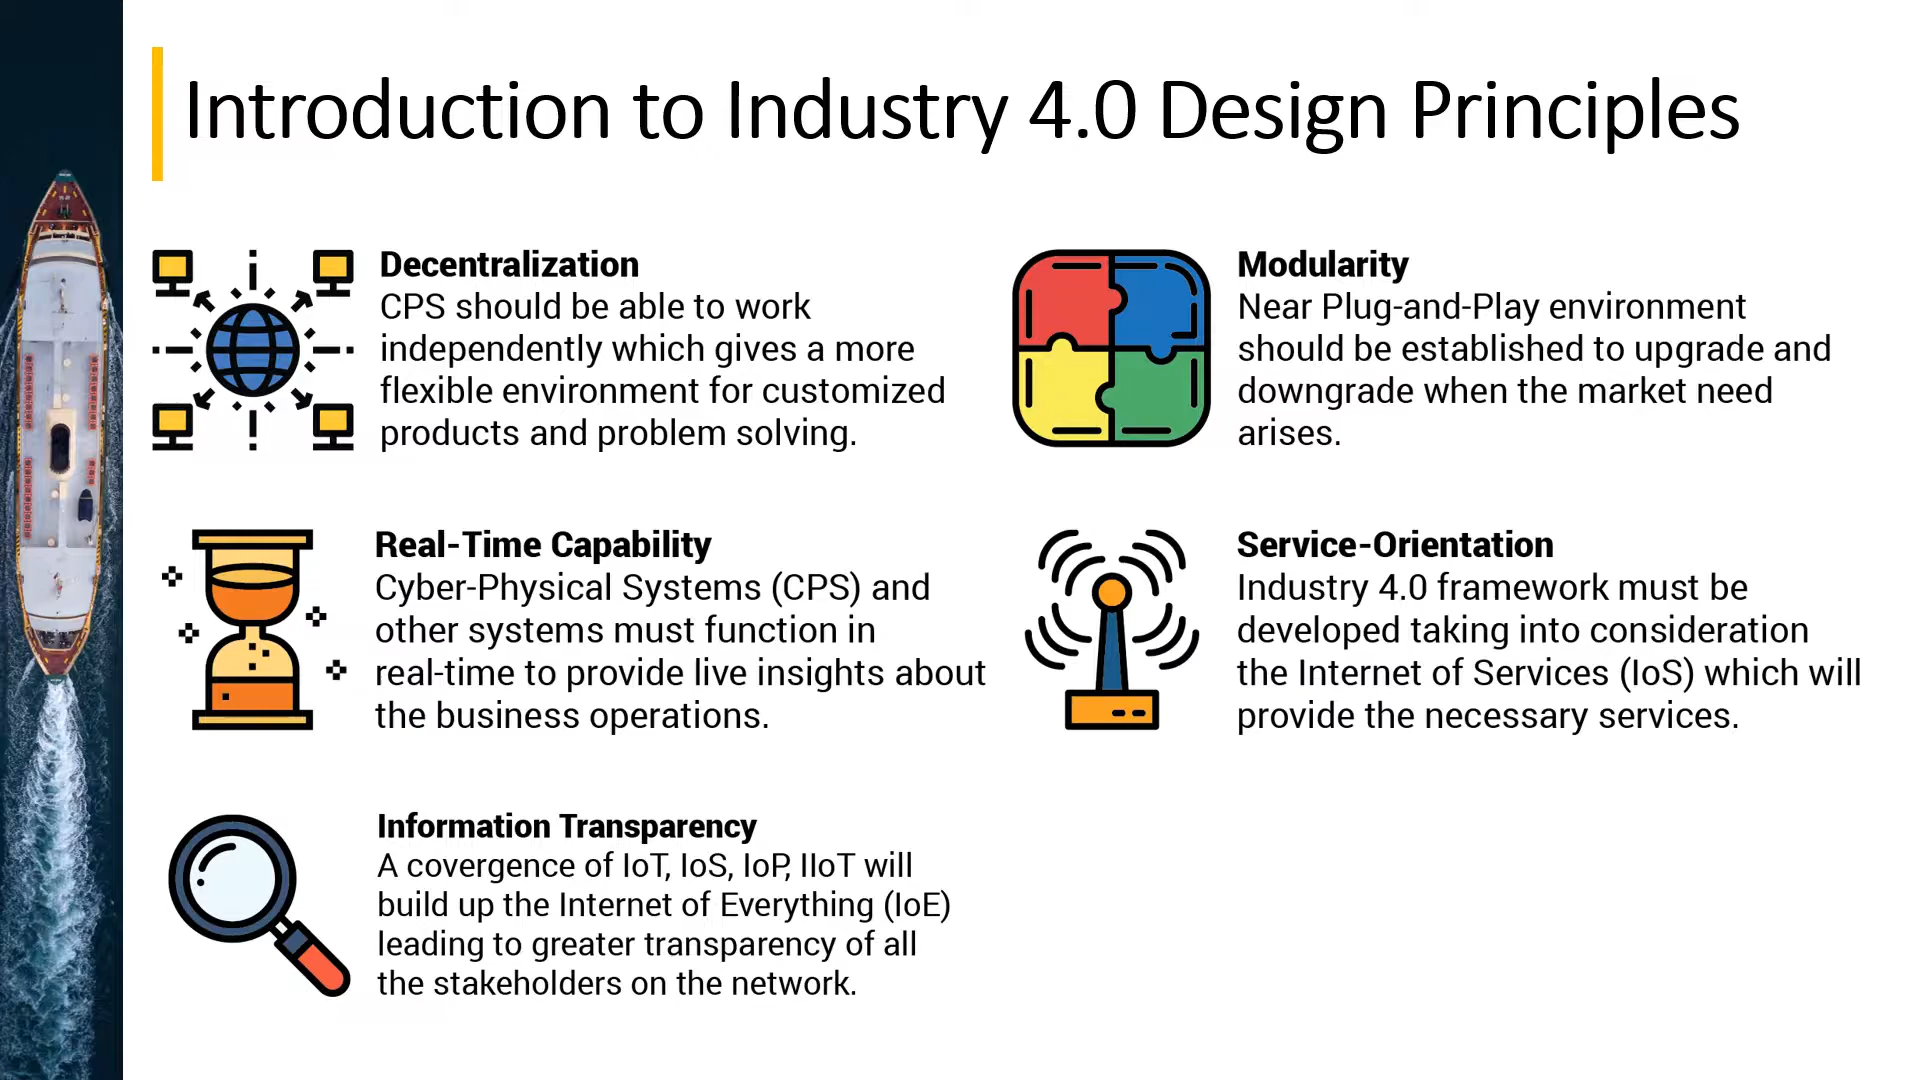 Introduction to Industry 4.0 Design Principles
Decentralization
CPS should be able to work
independently which gives a more
flexible environment for customized
products and problem solving.
Modularity
Near Plug-and-Play environment
should be established to upgrade and
downgrade when the market need
arises.
Real-Time Capability
Cyber-Physical Systems (CPS) and
other systems must function in
real-time to provide live insights about
the business operations.
Service-Orientation
Industry 4.0 framework must be
developed taking into consideration
the Internet of Services (IoS) which will
provide the necessary services.
Information Transparency
A covergence of IoT, IoS, IoP, IIoT will
build up the Internet of Everything (IoE)
leading to greater transparency of all
the stakeholders on the network.